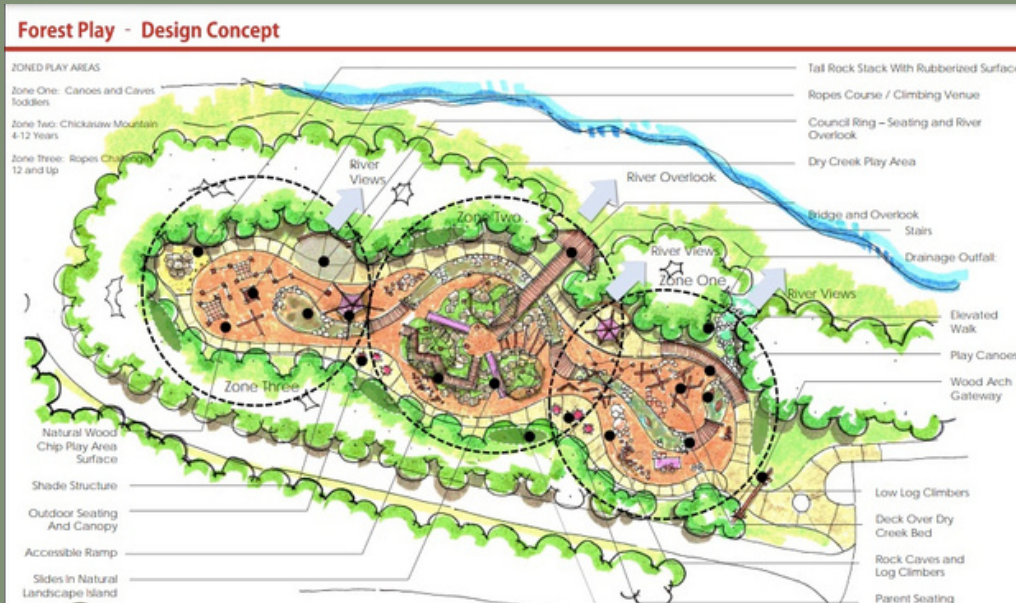 Forest Play - Design Concept
ZONED PLAY AREAS
Zone One: Canoes and Caves
Toddlers
Zone Two: Chickasaw Mountain
4-12 Years
Zone Three: Ropes Challenge
12 and Up
River
Views
Zone Two
River Overlook
River Views
Zone One
River Views
Zone Three
Tall Rock Stack With Rubberized Surface
Ropes Course / Climbing Venue
Council Ring – Seating and River
Overlook
Dry Creek Play Area
Bridge and Overlook
Stairs
Drainage Outfall:
Elevated
Walk
Play Canoes
Wood Arch
Gateway
Natural Wood
Chip Play Area
Surface
Shade Structure
Outdoor Seating
And Canopy
Accessible Ramp
Slides In Natural
Landscape Island
Low Log Climbers
Deck Over Dry
Creek Bed
Rock Caves and
Log Climbers
Parent Seating